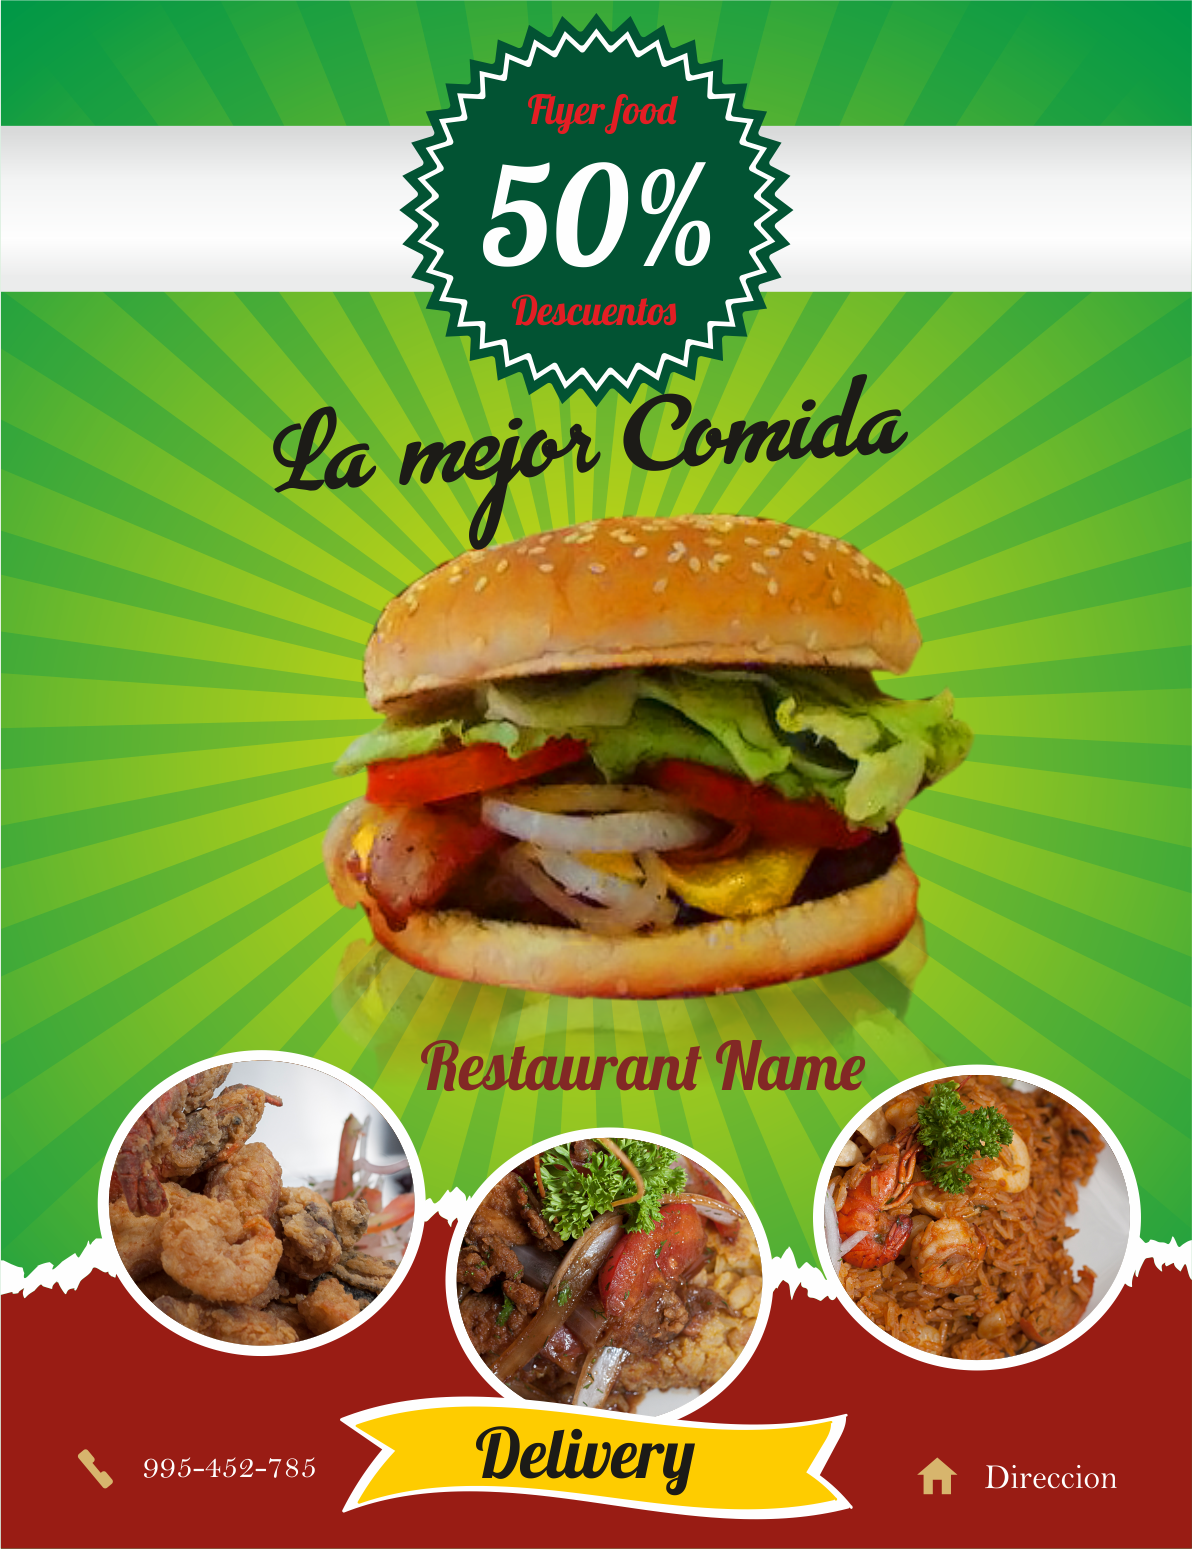 Flyer food
50%
Descuentos
La mejor Comida
Restaurant Name
Delivery
995-452-785
Direccion